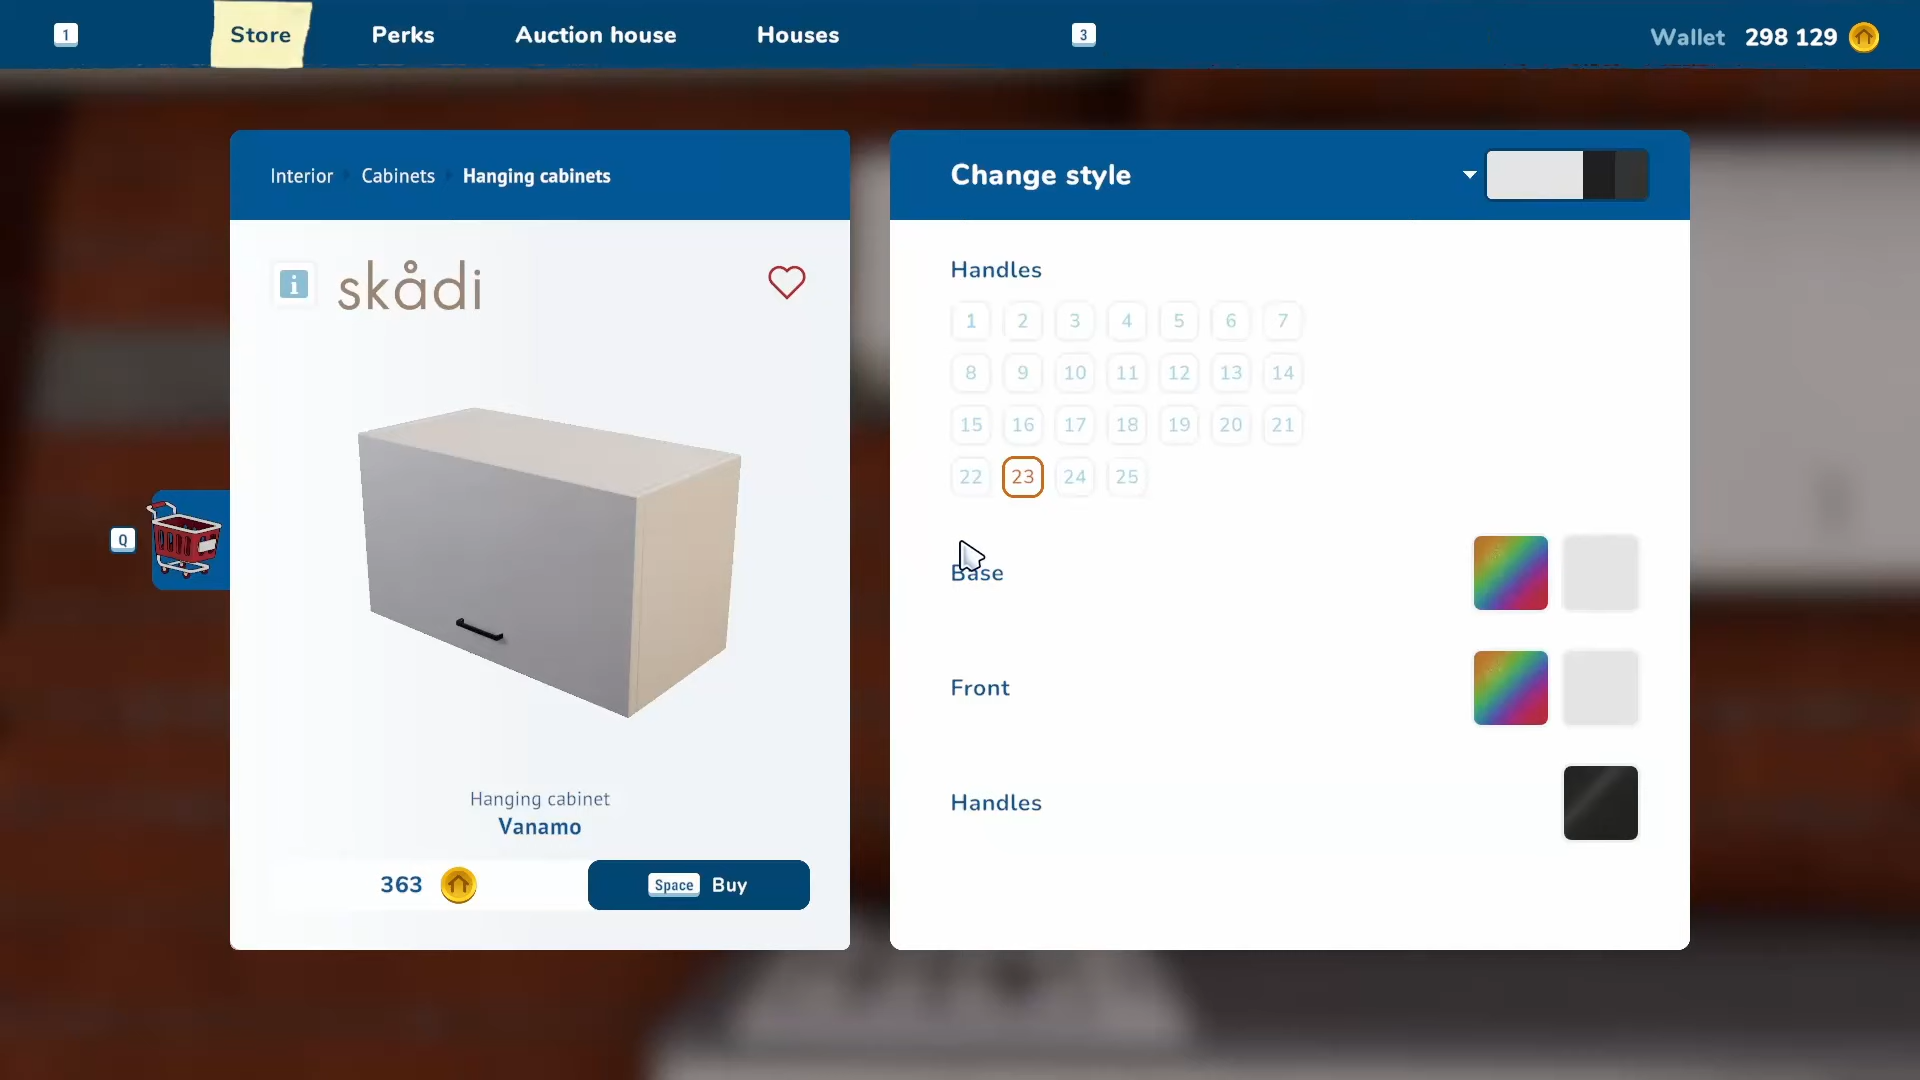 1
Store
Perks
Auction house
Houses
3
Wallet 298 129
Interior Cabinets Hanging cabinets
i skådi
Hanging cabinet
Vanamo
363
Space Buy
Q
Change style
Handles
1 2 3 4 5 6 7
8 9 10 11 12 13 14
15 16 17 18 19 20 21
22 23 24 25
Base
Front
Handles